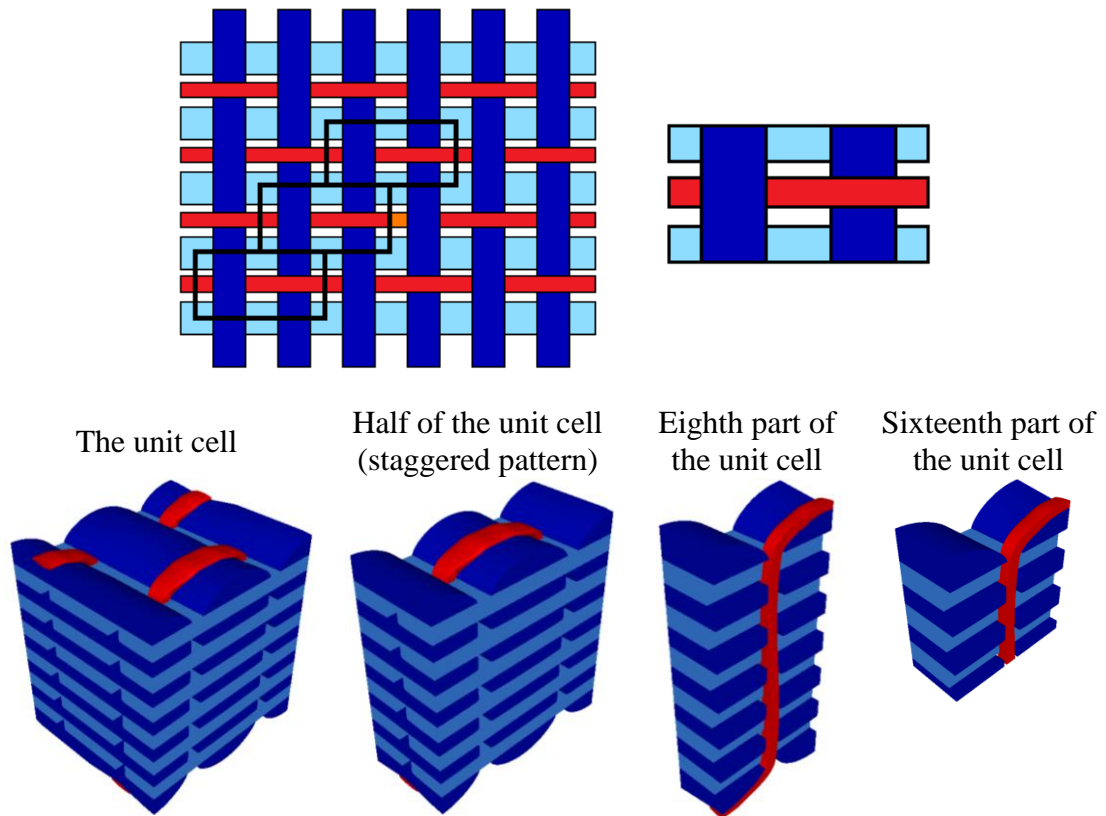 The unit cell
Half of the unit cell
(staggered pattern)
Eighth part of
the unit cell
Sixteenth part of
the unit cell